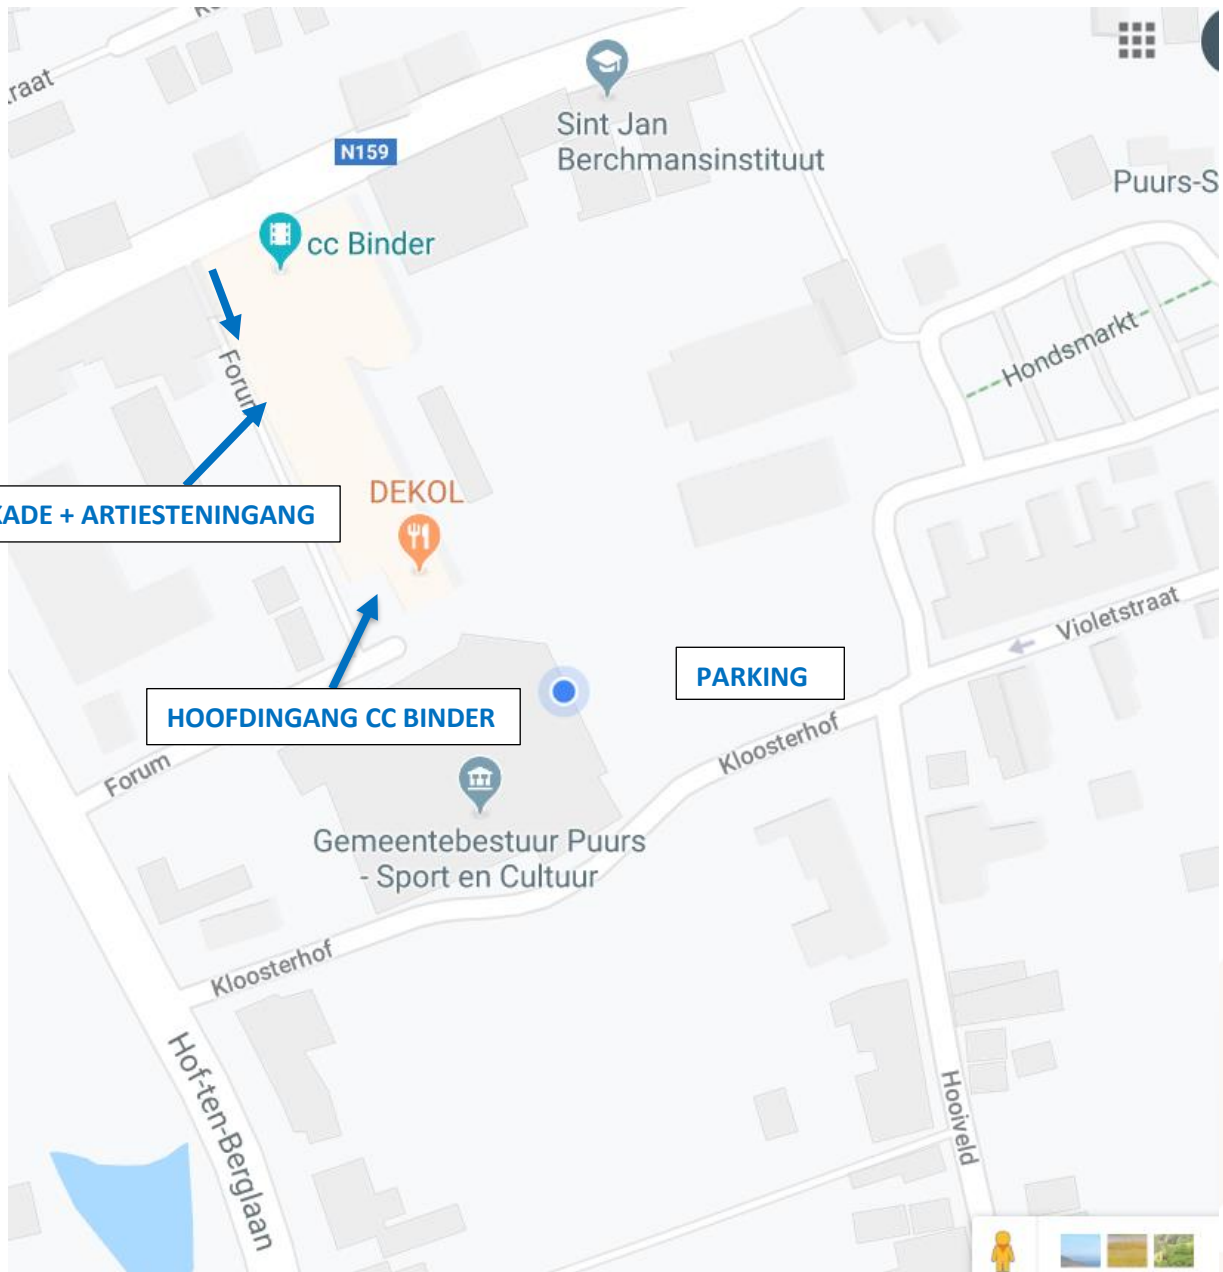 raat
N159
Sint Jan
Berchmansinstituut
Puurs-S
cc Binder
Hondsmarkt
Forum
DEKOL
KADE + ARTIESTENINGANG
Violetstraat
PARKING
HOOFDINGANG CC BINDER
Kloosterhof
Forum
Gemeentebestuur Puurs
- Sport en Cultuur
Kloosterhof
Hof-ten-Berglaan
Hooiveld